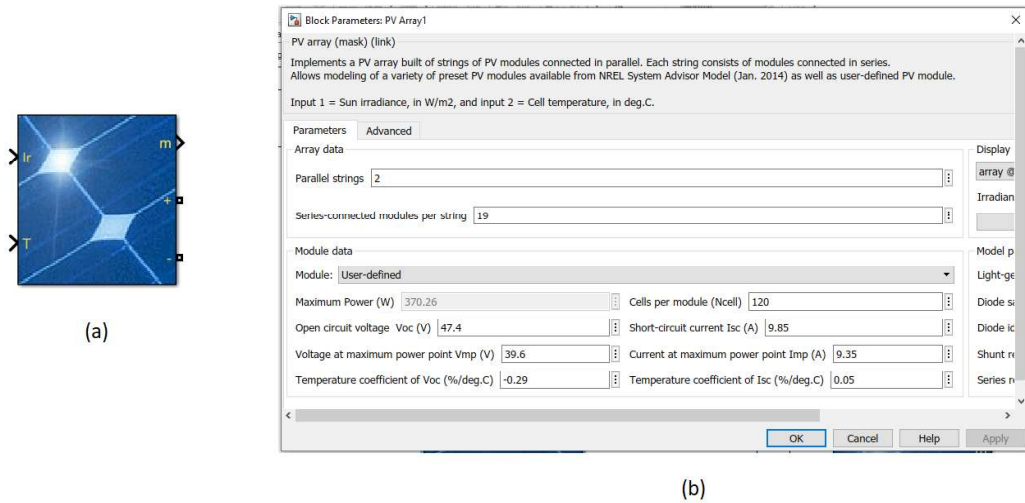 Ir
m
+
T
-
(a)
Block Parameters: PV Array1
PV array (mask) (link)
Implements a PV array built of strings of PV modules connected in parallel. Each string consists of modules connected in series.
Allows modeling of a variety of preset PV modules available from NREL System Advisor Model (Jan. 2014) as well as user-defined PV module.
Input 1 = Sun irradiance, in W/m2, and input 2 = Cell temperature, in deg.C.
Parameters Advanced
Array data
Display
Parallel strings 2
array @
Irradian
Series-connected modules per string 19
Module data
Model p
Module: User-defined
Light-ge
Maximum Power (W) 370.26 Cells per module (Ncell) 120
Diode sa
Open circuit voltage Voc (V) 47.4 Short-circuit current Isc (A) 9.85
Diode id
Voltage at maximum power point Vmp (V) 39.6 Current at maximum power point Imp (A) 9.35
Shunt re
Temperature coefficient of Voc (%/deg.C) -0.29 Temperature coefficient of Isc (%/deg.C) 0.05
Series r
OK Cancel Help Apply
(b)